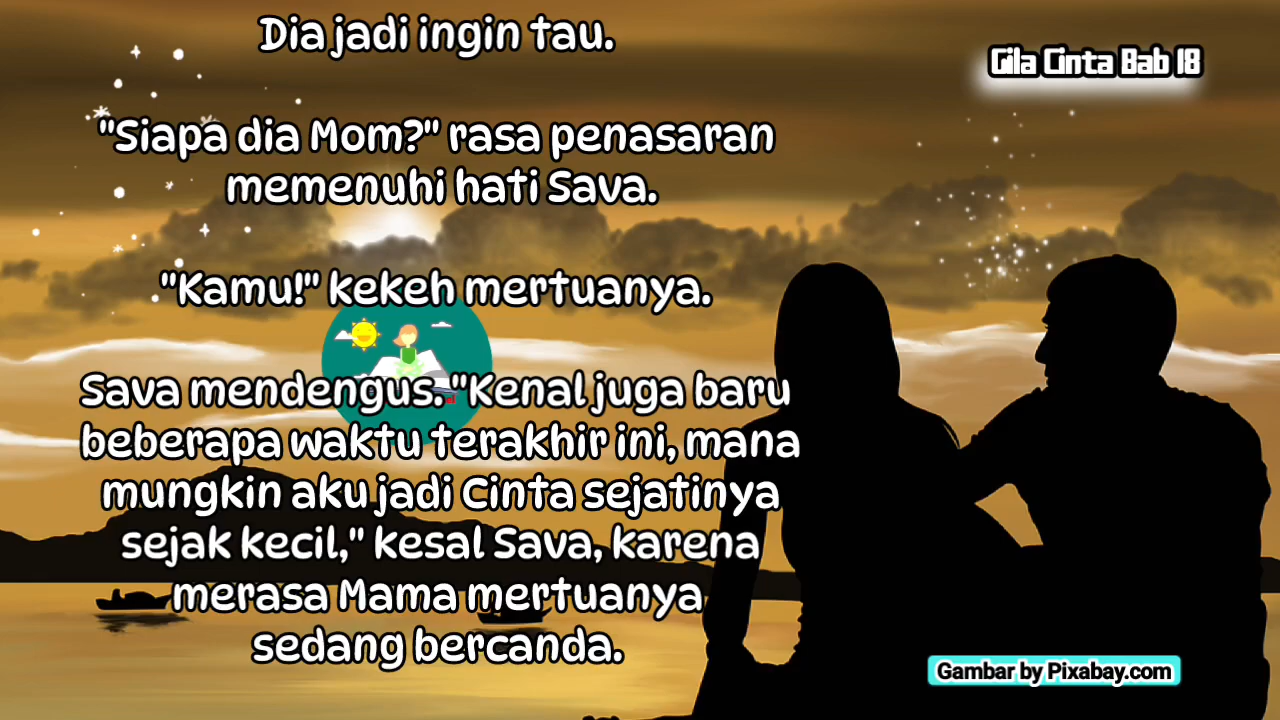 Dia jadi ingin tau.
Gila Cinta Bab 18
"Siapa dia Mom?" rasa penasaran
memenuhi hati Sava.
"Kamu!" kekeh mertuanya.
Sava mendengus. "Kenal juga baru
beberapa waktu terakhir ini, mana
mungkin aku jadi Cinta sejatinya
sejak kecil," kesal Sava, karena
merasa Mama mertuanya
sedang bercanda.
Gambar by Pixabay.com